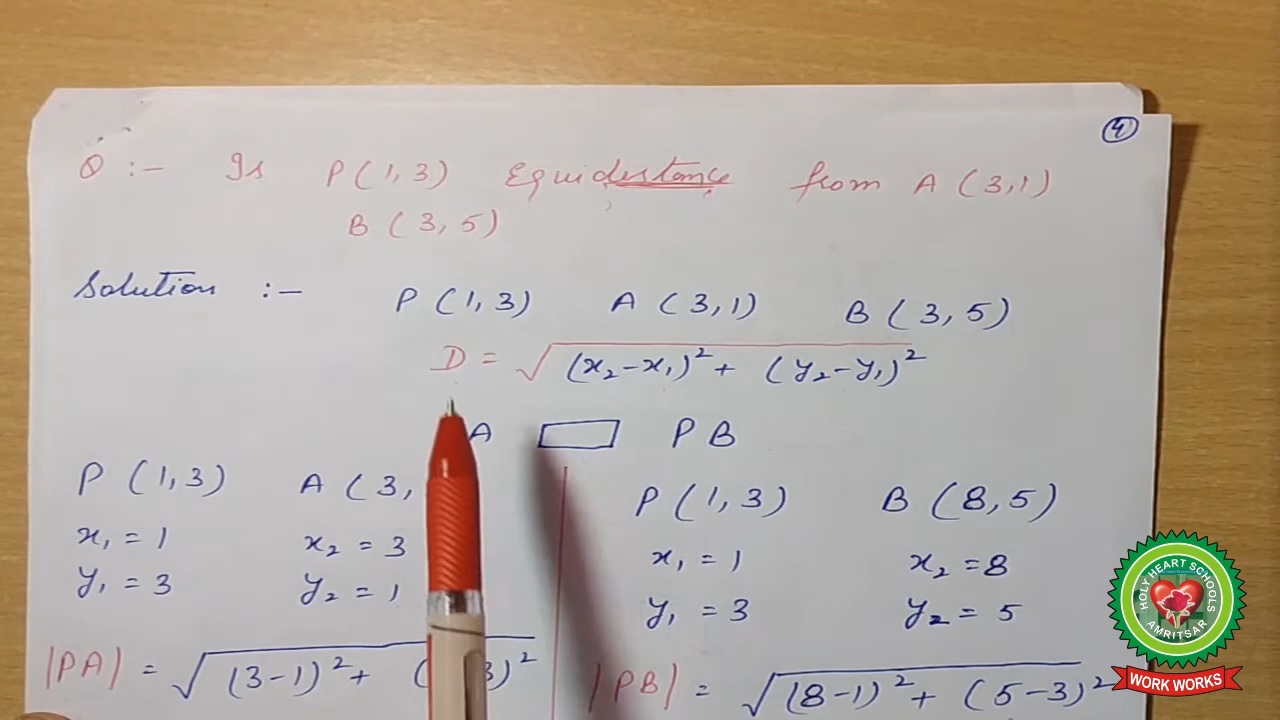 4
Q :- Is P(1,3) Equidistance from A(3,1)
B(3,5)
Solution :- P(1,3) A(3,1) B(3,5)
D = √(x₂-x₁)² + (y₂-y₁)²
A PB
P(1,3) A(3,
x₁ = 1 x₂ = 3
y₁ = 3 y₂ = 1
|PA| = √(3-1)² + ( 3)²
P(1,3) B(8,5)
x₁ = 1 x₂ = 8
y₁ = 3 y₂ = 5
|PB| = √(8-1)² + (5-3)²
HOLY HEART SCHOOLS
AMRITSAR
WORK WORKS